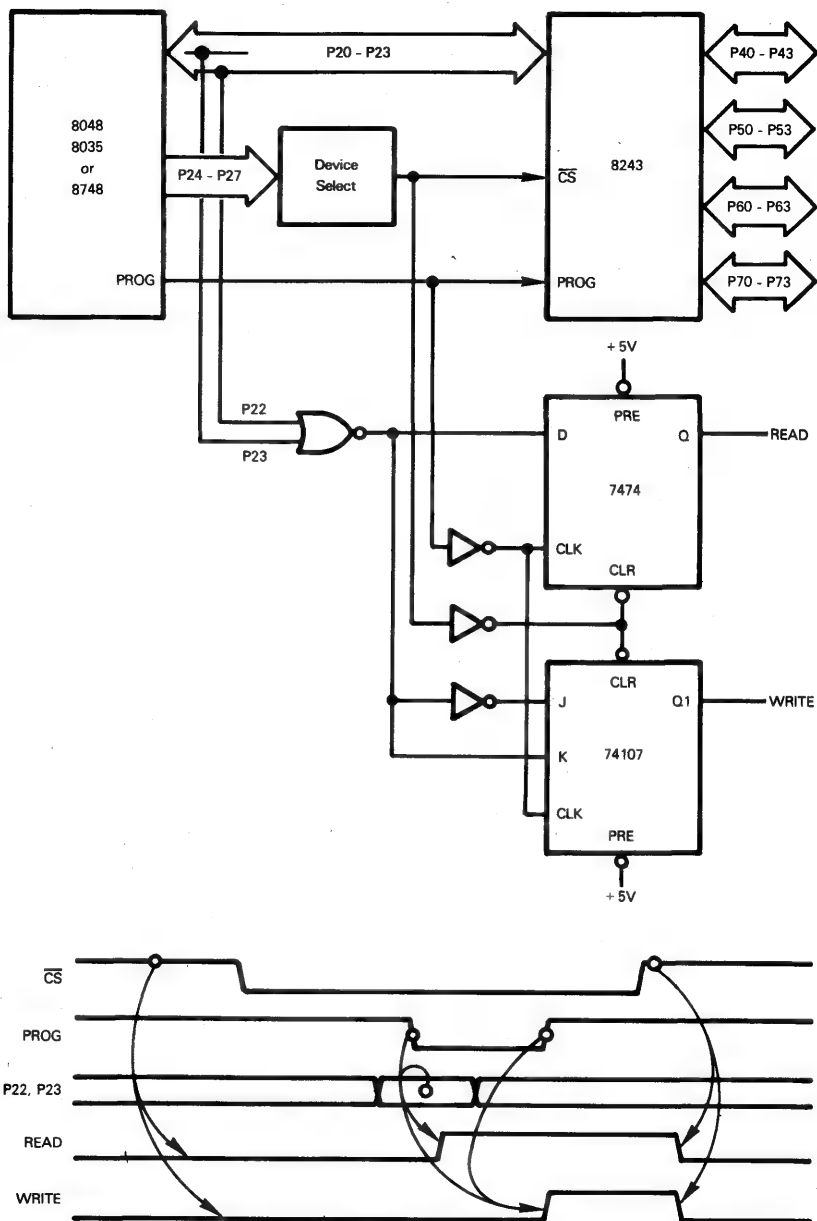 P20 - P23
P40 - P43
8048
8035
or
8748
P24 - P27
Device
Select
CS
8243
P50 - P53
P60 - P63
PROG
PROG
P70 - P73
+ 5V
P22
P23
PRE
D
Q
READ
7474
CLK
CLR
CLR
J
Q1
WRITE
K
74107
CLK
PRE
+ 5V
CS
PROG
P22, P23
READ
WRITE